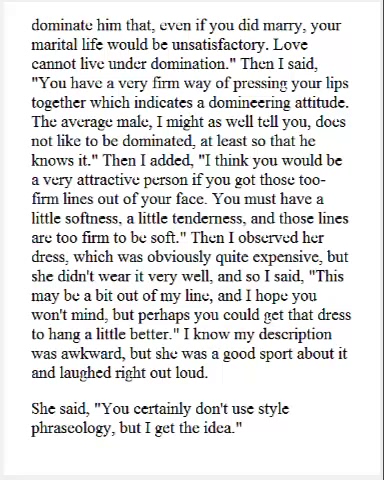 dominate him that, even if you did marry, your
marital life would be unsatisfactory. Love
cannot live under domination." Then I said,
"You have a very firm way of pressing your lips
together which indicates a domineering attitude.
The average male, I might as well tell you, does
not like to be dominated, at least so that he
knows it." Then I added, "I think you would be
a very attractive person if you got those too-
firm lines out of your face. You must have a
little softness, a little tenderness, and those lines
are too firm to be soft." Then I observed her
dress, which was obviously quite expensive, but
she didn't wear it very well, and so I said, "This
may be a bit out of my line, and I hope you
won't mind, but perhaps you could get that dress
to hang a little better." I know my description
was awkward, but she was a good sport about it
and laughed right out loud.

She said, "You certainly don't use style
phraseology, but I get the idea."